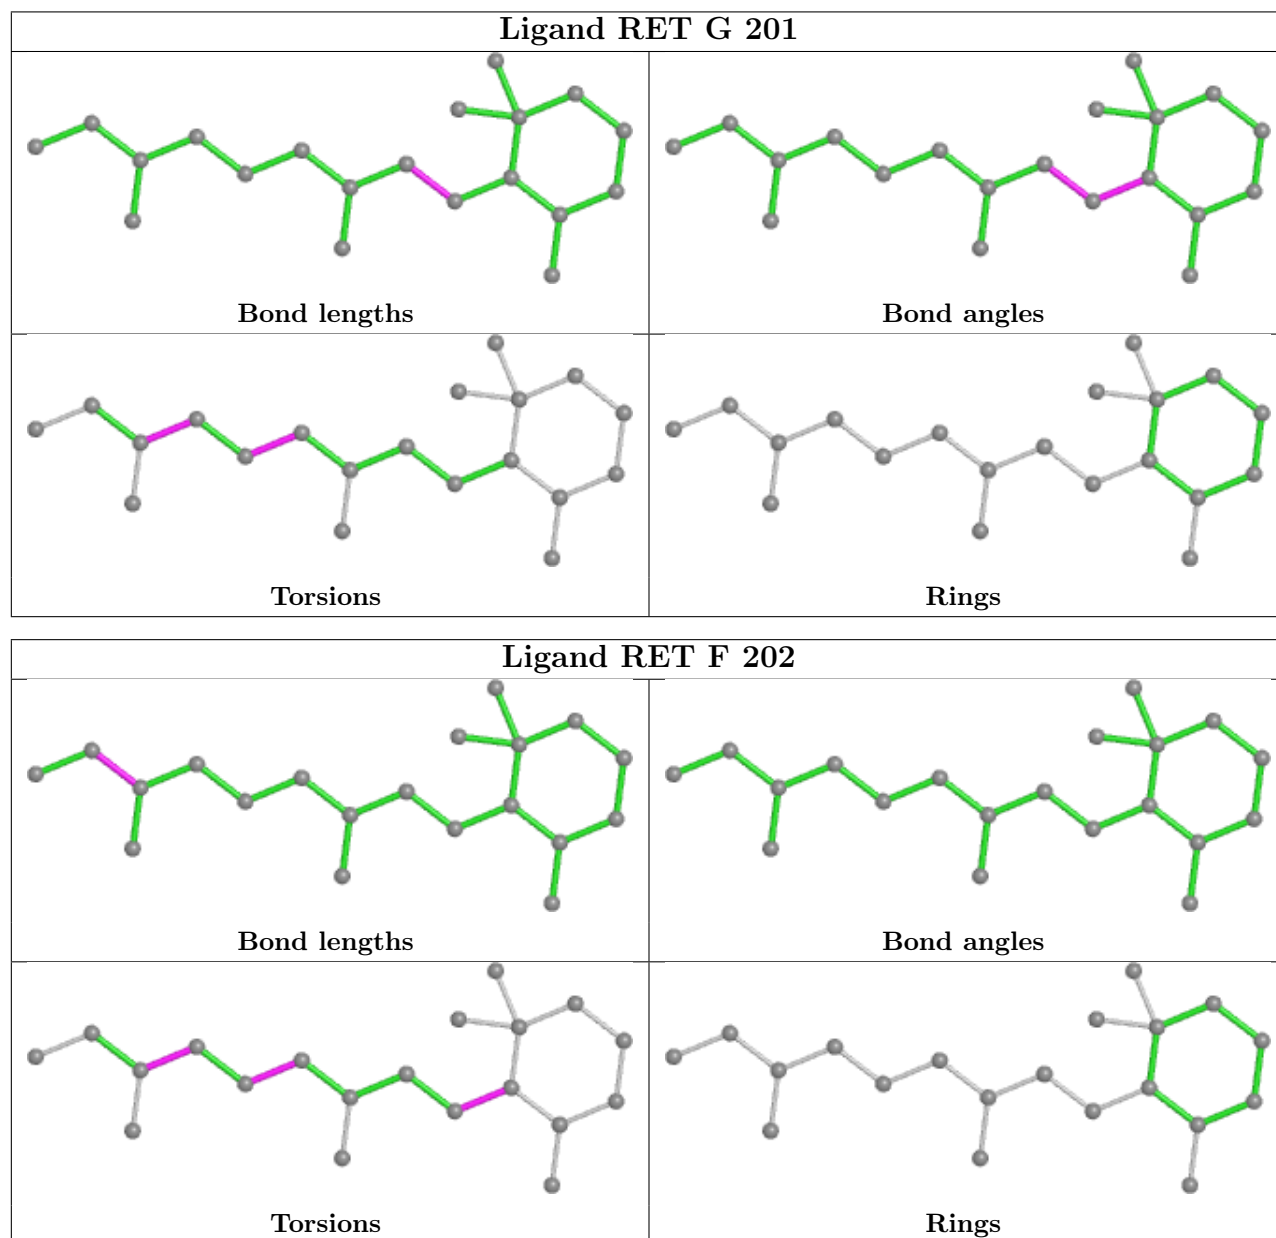 Ligand RET G 201
Bond lengths
Bond angles
Torsions
Rings
Ligand RET F 202
Bond lengths
Bond angles
Torsions
Rings